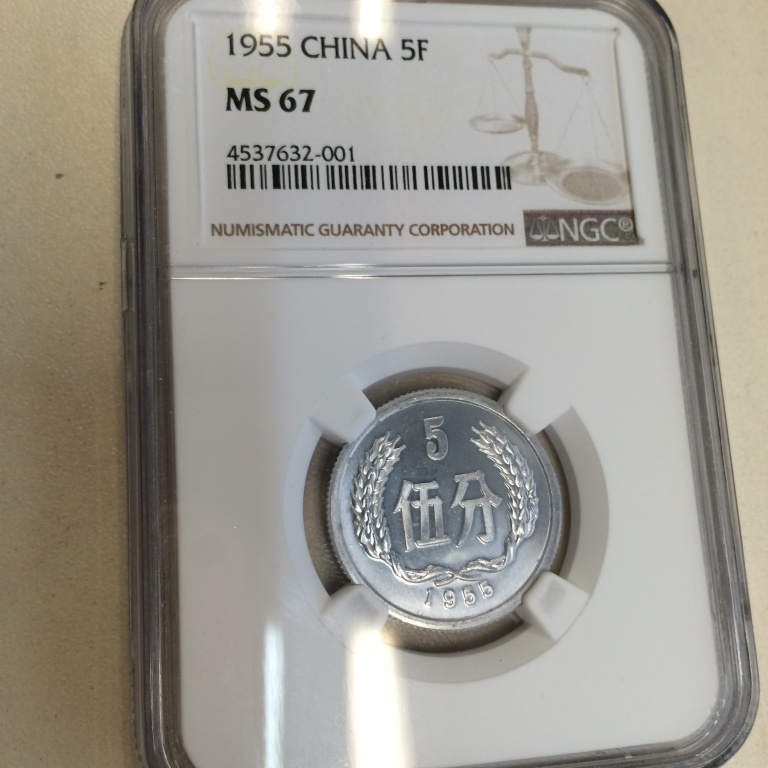 1955 CHINA 5F
MS 67
4537632-001
NUMISMATIC GUARANTY CORPORATION NGC®
5
伍分
1955